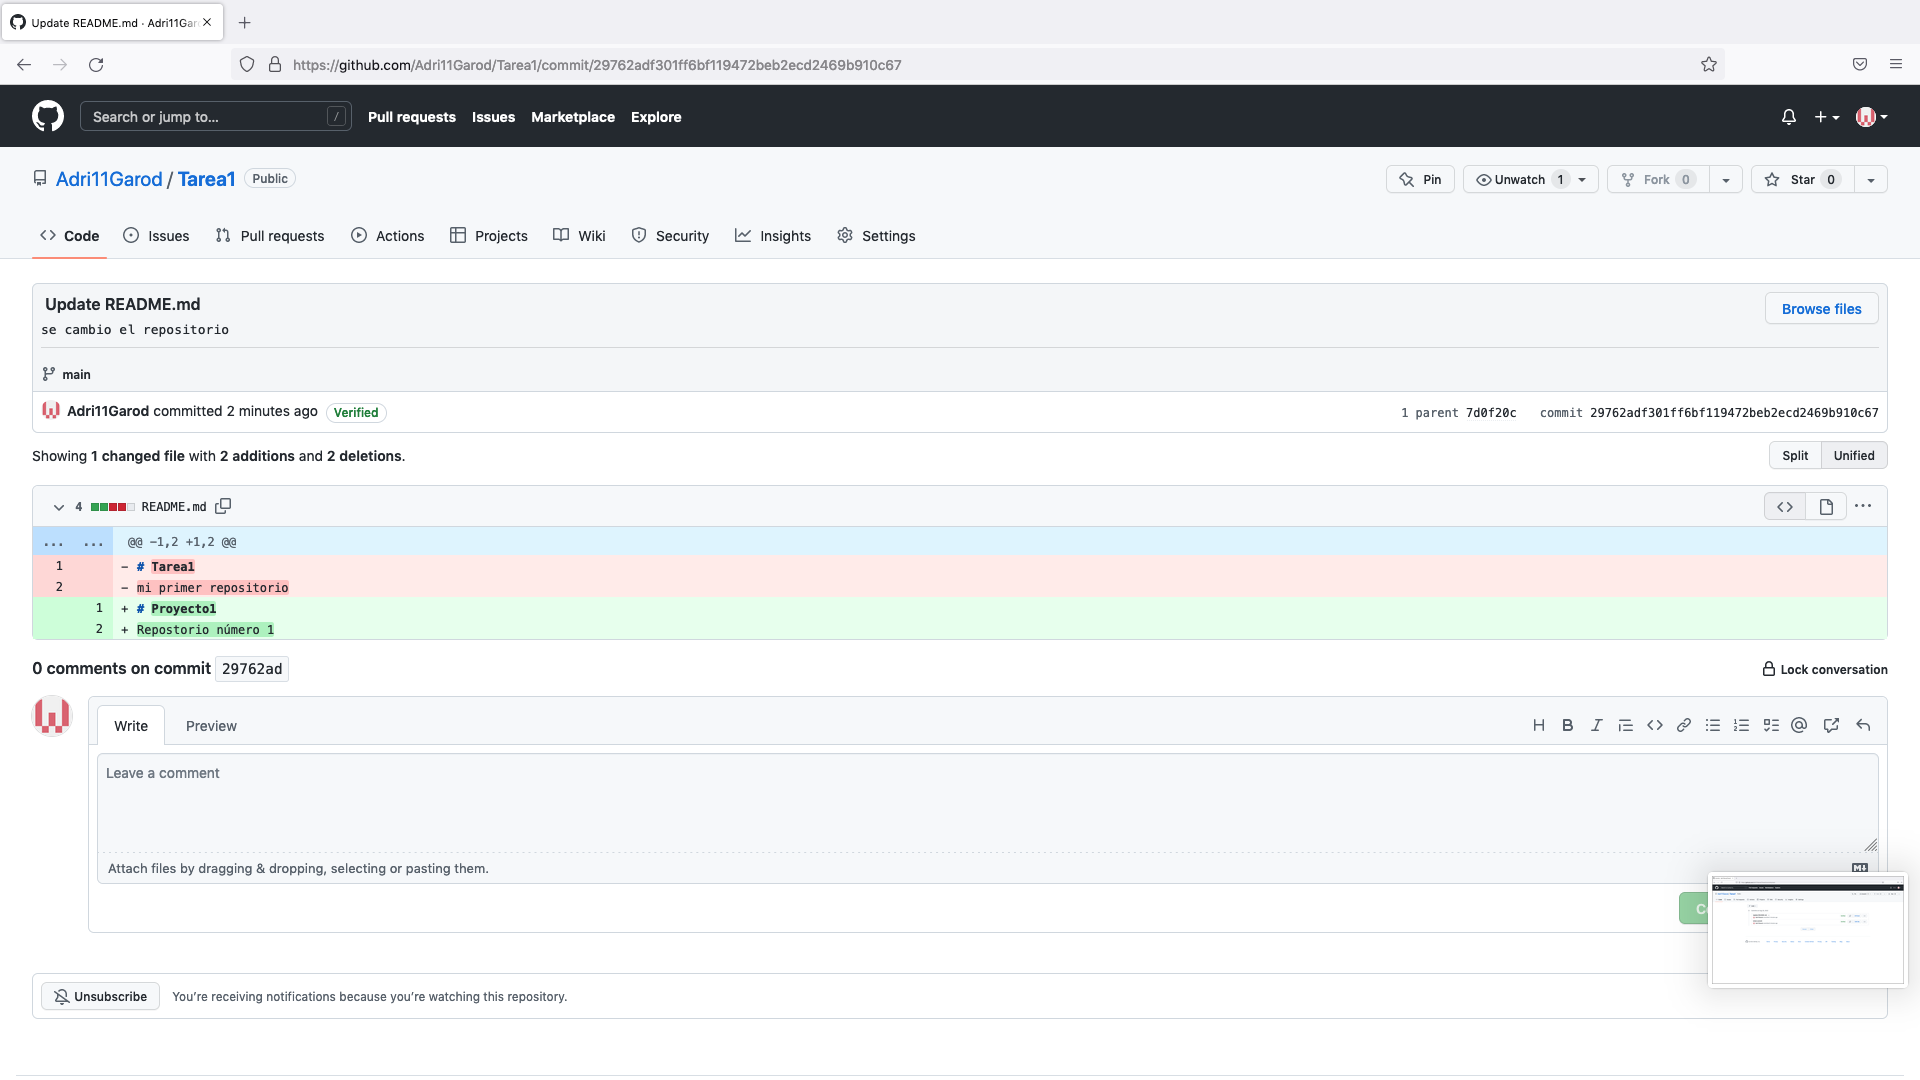 Update README.md · Adri11Gar
https://github.com/Adri11Garod/Tarea1/commit/29762adf301ff6bf119472beb2ecd2469b910c67
Search or jump to... / Pull requests Issues Marketplace Explore
Adri11Garod / Tarea1 Public Pin Unwatch 1 Fork 0 Star 0
Code Issues Pull requests Actions Projects Wiki Security Insights Settings
Update README.md Browse files
se cambio el repositorio
main
Adri11Garod committed 2 minutes ago Verified 1 parent 7d0f20c commit 29762adf301ff6bf119472beb2ecd2469b910c67
Showing 1 changed file with 2 additions and 2 deletions. Split Unified
4 README.md
... ... @@ -1,2 +1,2 @@
1 - # Tarea1
2 - mi primer repositorio
1 + # Proyecto1
2 + Repostorio número 1
0 comments on commit 29762ad Lock conversation
Write Preview
Leave a comment
Attach files by dragging & dropping, selecting or pasting them.
Unsubscribe You're receiving notifications because you're watching this repository.